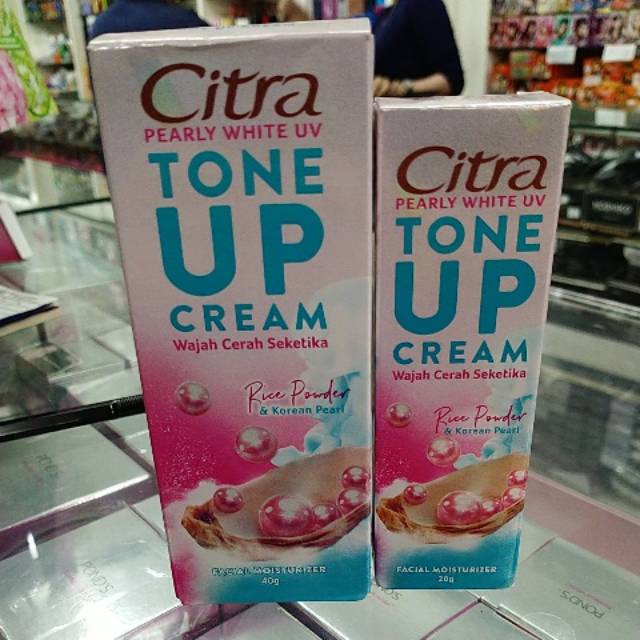 Citra
PEARLY WHITE UV
TONE
UP
CREAM
Wajah Cerah Seketika
Rice Powder
& Korean Pearl
FACIAL MOISTURIZER
40g
Citra
PEARLY WHITE UV
TONE
UP
CREAM
Wajah Cerah Seketika
Rice Powder
& Korean Pearl
FACIAL MOISTURIZER
20g
POND'S